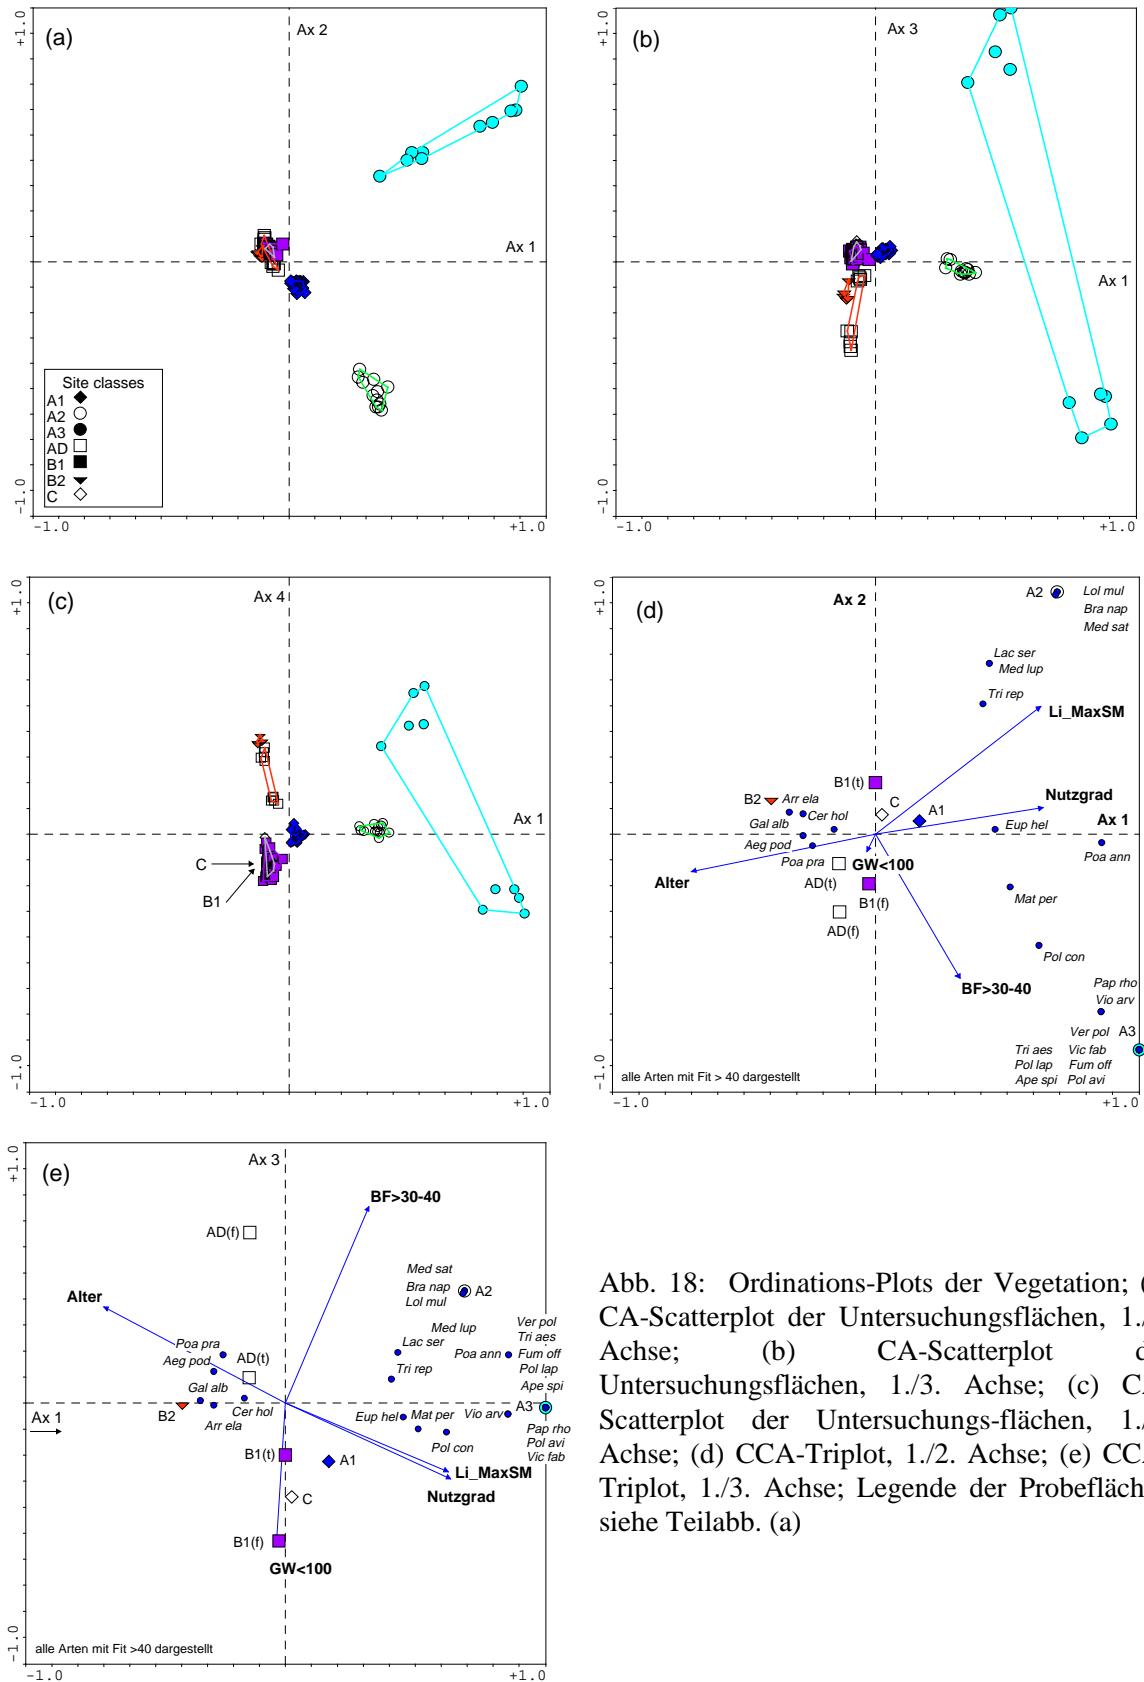 (a)
Ax 2
+1.0
Ax 1
Site classes
A1
A2
A3
AD
B1
B2
C
-1.0
-1.0
+1.0
(b)
Ax 3
+1.0
Ax 1
-1.0
-1.0
+1.0
(c)
Ax 4
+1.0
Ax 1
C
B1
-1.0
-1.0
+1.0
(d)
Ax 2
+1.0
A2
Lol mul
Bra nap
Med sat
Lac ser
Med lup
Tri rep
Li_MaxSM
B1(t)
Nutzgrad
B2
Arr ela
C
A1
Ax 1
Gal alb
Cer hol
Eup hel
Aeg pod
Poa pra
GW<100
Poa ann
Alter
AD(t)
B1(f)
Mat per
AD(f)
Pol con
BF>30-40
Pap rho
Vio arv
Ver pol
A3
Tri aes
Vic fab
Pol lap
Fum off
Ape spi
Pol avi
alle Arten mit Fit > 40 dargestellt
-1.0
-1.0
+1.0
(e)
Ax 3
+1.0
BF>30-40
AD(f)
Med sat
Bra nap
A2
Lol mul
Alter
Ver pol
Med lup
Tri aes
Poa pra
Lac ser
Poa ann
Fum off
Aeg pod
AD(t)
Tri rep
Pol lap
Gal alb
Ape spi
Ax 1
B2
Cer hol
Eup hel
Mat per
Vio arv
A3
Arr ela
Pol con
Pap rho
Pol avi
Vic fab
B1(t)
A1
Li_MaxSM
Nutzgrad
C
B1(f)
GW<100
alle Arten mit Fit >40 dargestellt
-1.0
-1.0
+1.0
Abb. 18: Ordinations-Plots der Vegetation; (
CA-Scatterplot der Untersuchungsflächen, 1./
Achse; (b) CA-Scatterplot d
Untersuchungsflächen, 1./3. Achse; (c) CA
Scatterplot der Untersuchungs-flächen, 1./
Achse; (d) CCA-Triplot, 1./2. Achse; (e) CCA
Triplot, 1./3. Achse; Legende der Probefläch
siehe Teilabb. (a)